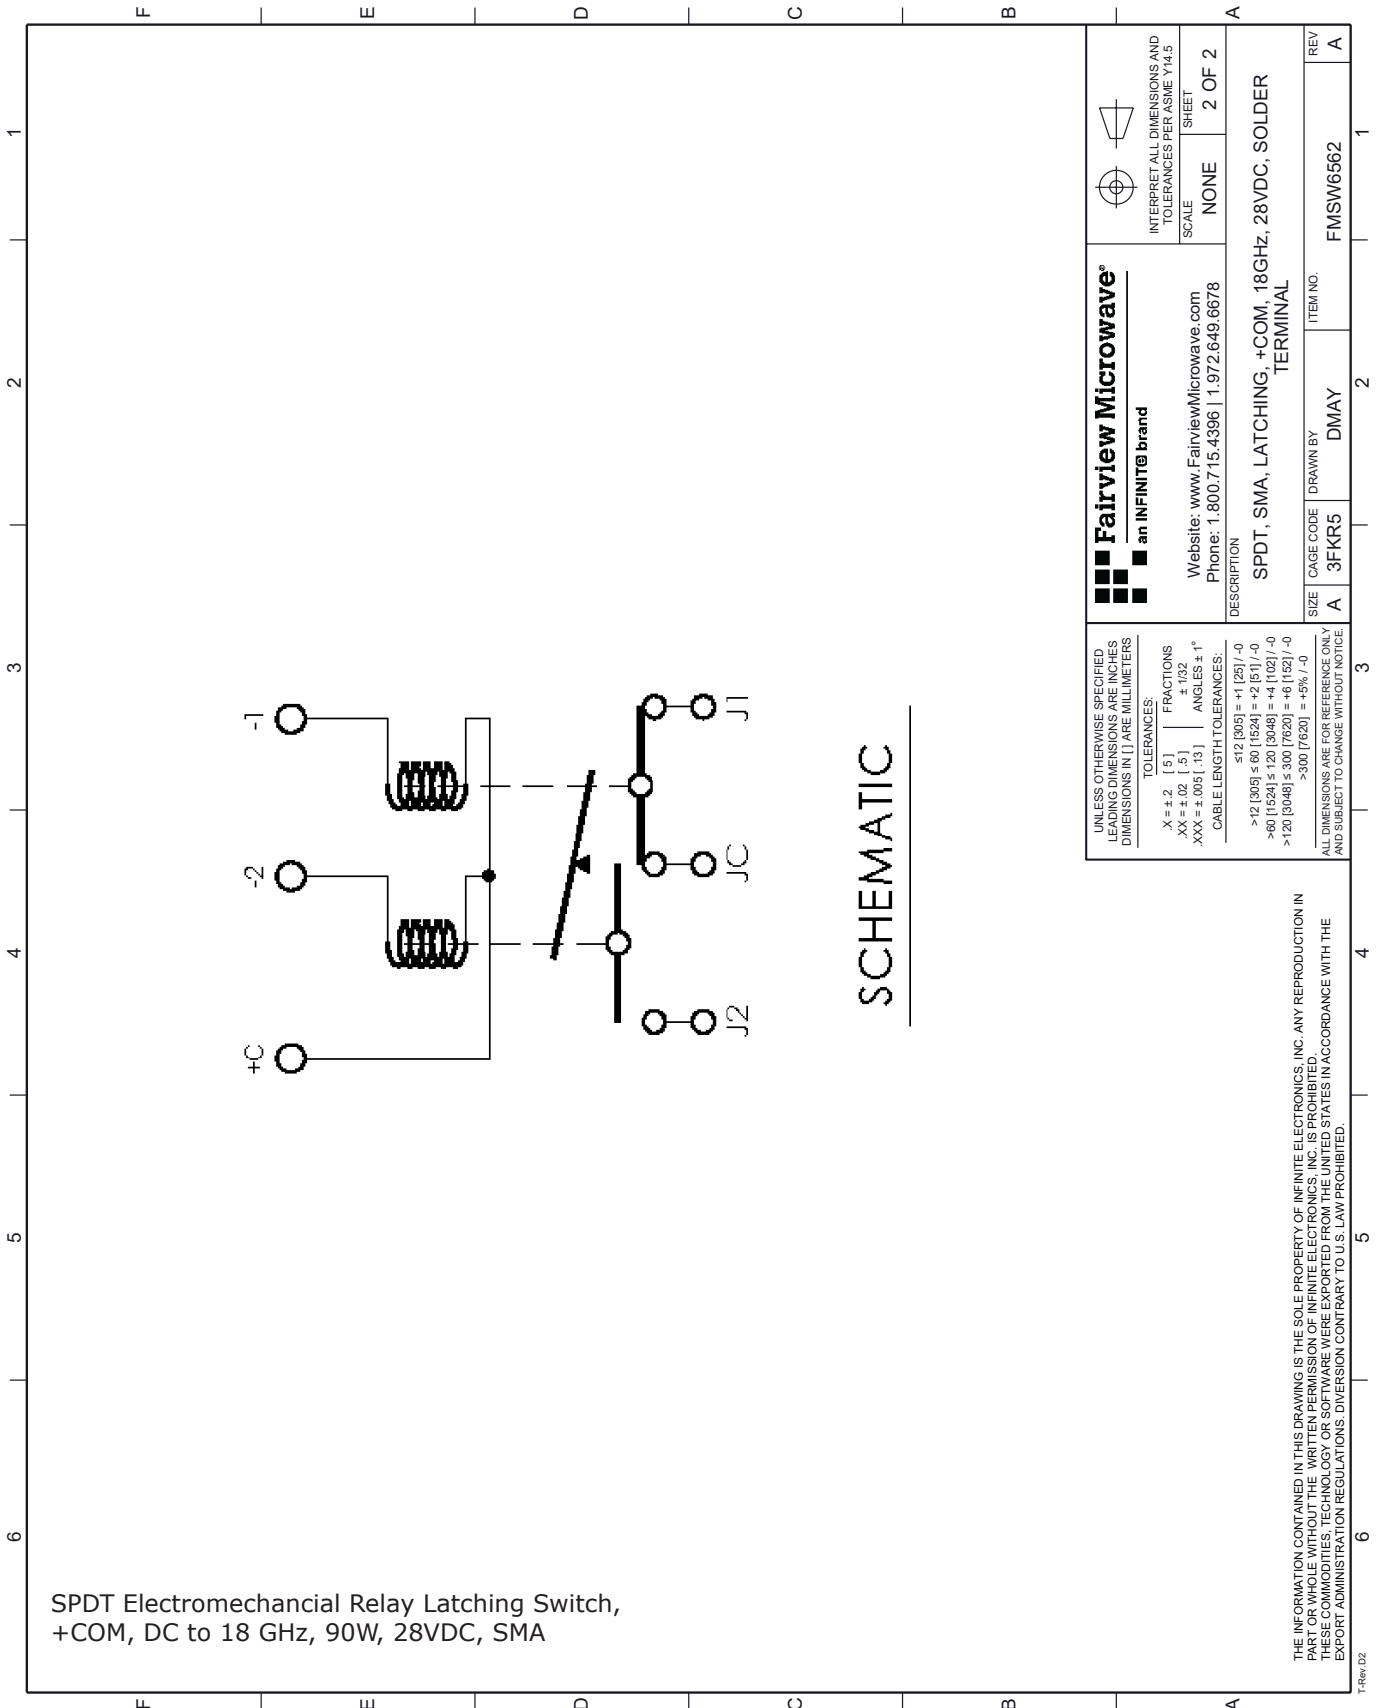 6
5
4
3
2
1
F
E
D
C
B
A
+C
-2
-1
J2
JC
J1
SCHEMATIC
THE INFORMATION CONTAINED IN THIS DRAWING IS THE SOLE PROPERTY OF INFINITE ELECTRONICS, INC. ANY REPRODUCTION IN
PART OR WHOLE WITHOUT THE WRITTEN PERMISSION OF INFINITE ELECTRONICS, INC. IS PROHIBITED.
THESE COMMODITIES, TECHNOLOGY OR SOFTWARE WERE EXPORTED FROM THE UNITED STATES IN ACCORDANCE WITH THE
EXPORT ADMINISTRATION REGULATIONS. DIVERSION CONTRARY TO U.S. LAW PROHIBITED.
UNLESS OTHERWISE SPECIFIED
LEADING DIMENSIONS ARE INCHES
DIMENSIONS IN [ ] ARE MILLIMETERS
TOLERANCES:
.X = ± .2 [ 5 ] FRACTIONS
.XX = ± .02 [ .5 ] ± 1/32
.XXX = ± .005 [ .13 ] ANGLES ± 1°
CABLE LENGTH TOLERANCES:
≤12 [305] = +1 [25] / -0
>12 [305] ≤ 60 [1524] = +2 [51] / -0
>60 [1524] ≤ 120 [3048] = +4 [102] / -0
>120 [3048] ≤ 300 [7620] = +6 [152] / -0
>300 [7620] = +5% / -0
ALL DIMENSIONS ARE FOR REFERENCE ONLY
AND SUBJECT TO CHANGE WITHOUT NOTICE.
Fairview Microwave®
an INFINIT℮ brand
Website: www.FairviewMicrowave.com
Phone: 1.800.715.4396 | 1.972.649.6678
INTERPRET ALL DIMENSIONS AND
TOLERANCES PER ASME Y14.5
SCALE NONE
SHEET 2 OF 2
DESCRIPTION
SPDT, SMA, LATCHING, +COM, 18GHz, 28VDC, SOLDER
TERMINAL
SIZE A
CAGE CODE 3FKR5
DRAWN BY DMAY
ITEM NO. FMSW6562
REV A
6
5
4
3
2
1
F
E
D
C
B
A
T-Rev.D2
SPDT Electromechancial Relay Latching Switch,
+COM, DC to 18 GHz, 90W, 28VDC, SMA